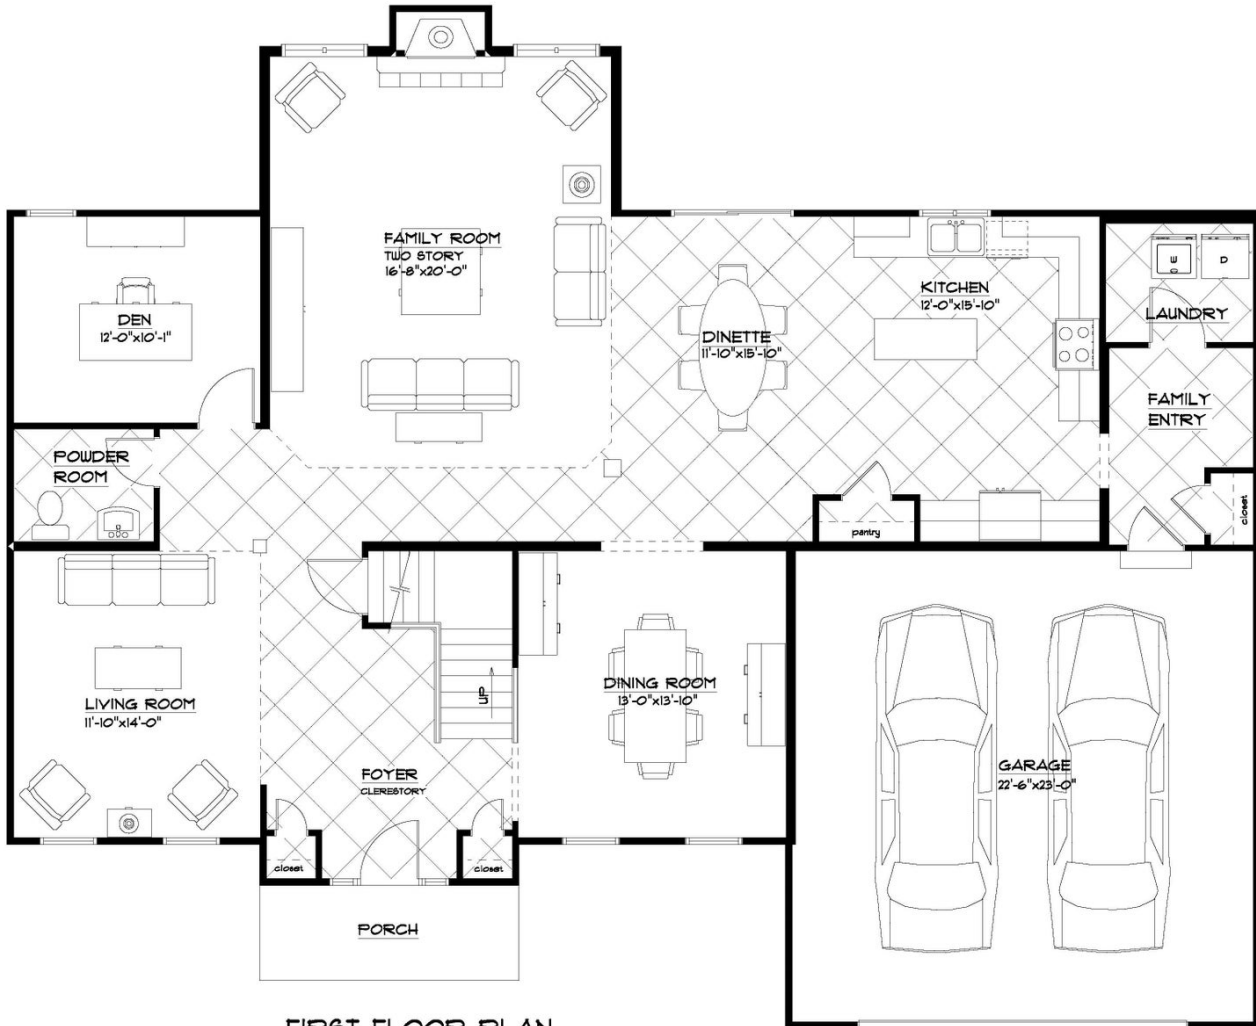 FAMILY ROOM
TWO STORY
16'-8"x20'-0"
DEN
12'-0"x10'-1"
KITCHEN
12'-0"x15'-10"
DINETTE
11'-10"x15'-10"
W
D
LAUNDRY
FAMILY
ENTRY
POWDER
ROOM
closet
pantry
LIVING ROOM
11'-10"x14'-0"
UP
DINING ROOM
13'-0"x13'-10"
FOYER
CLERESTORY
GARAGE
22'-6"x23'-0"
closet
closet
PORCH
FIRST FLOOR PLAN